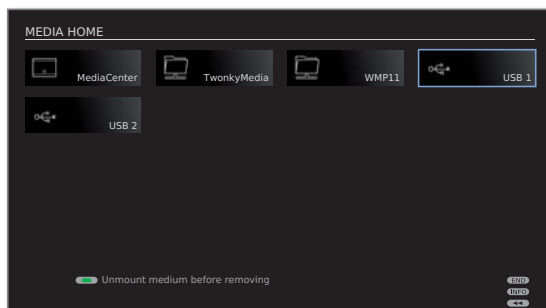 MEDIA HOME
MediaCenter
TwonkyMedia
WMP11
USB 1
USB 2
Unmount medium before removing
END
INFO